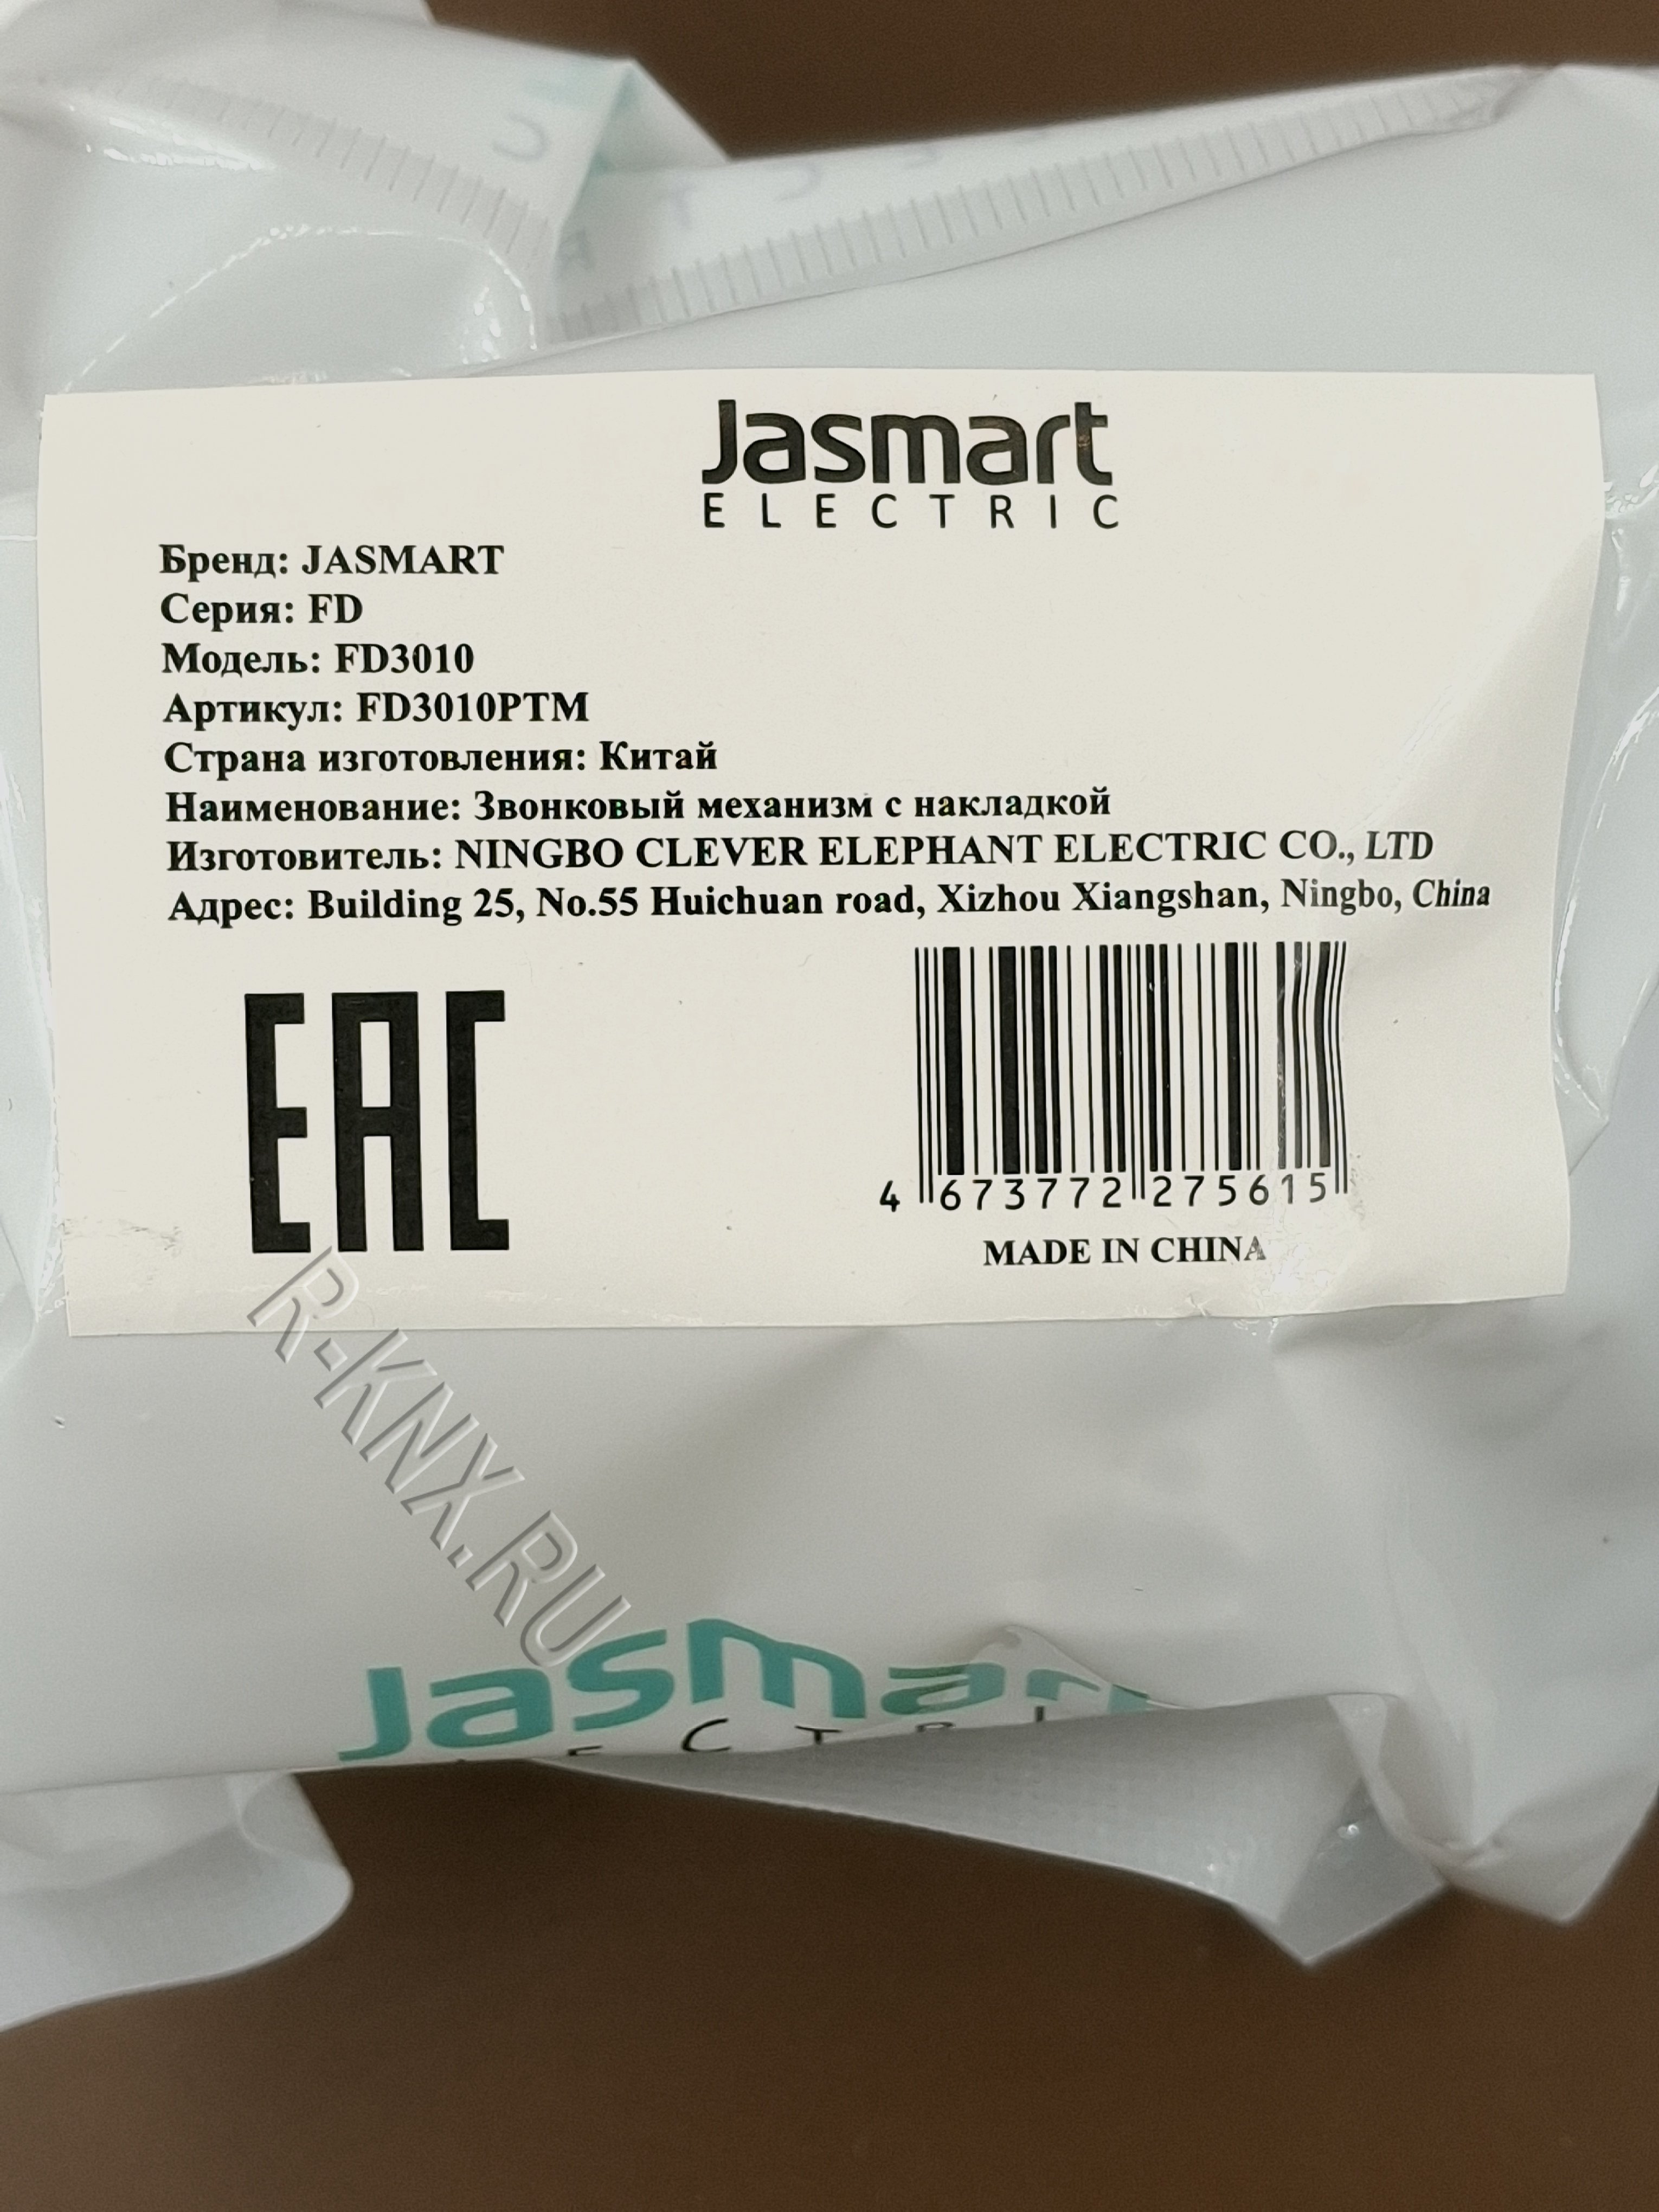 Jasmart
ELECTRIC
Бренд: JASMART
Серия: FD
Модель: FD3010
Артикул: FD3010PTM
Страна изготовления: Китай
Наименование: Звонковый механизм с накладкой
Изготовитель: NINGBO CLEVER ELEPHANT ELECTRIC CO., LTD
Адрес: Building 25, No.55 Huichuan road, Xizhou Xiangshan, Ningbo, China
EAC
4 673772 275615
MADE IN CHINA
R-KNX.RU
Jasmart
ECTRI